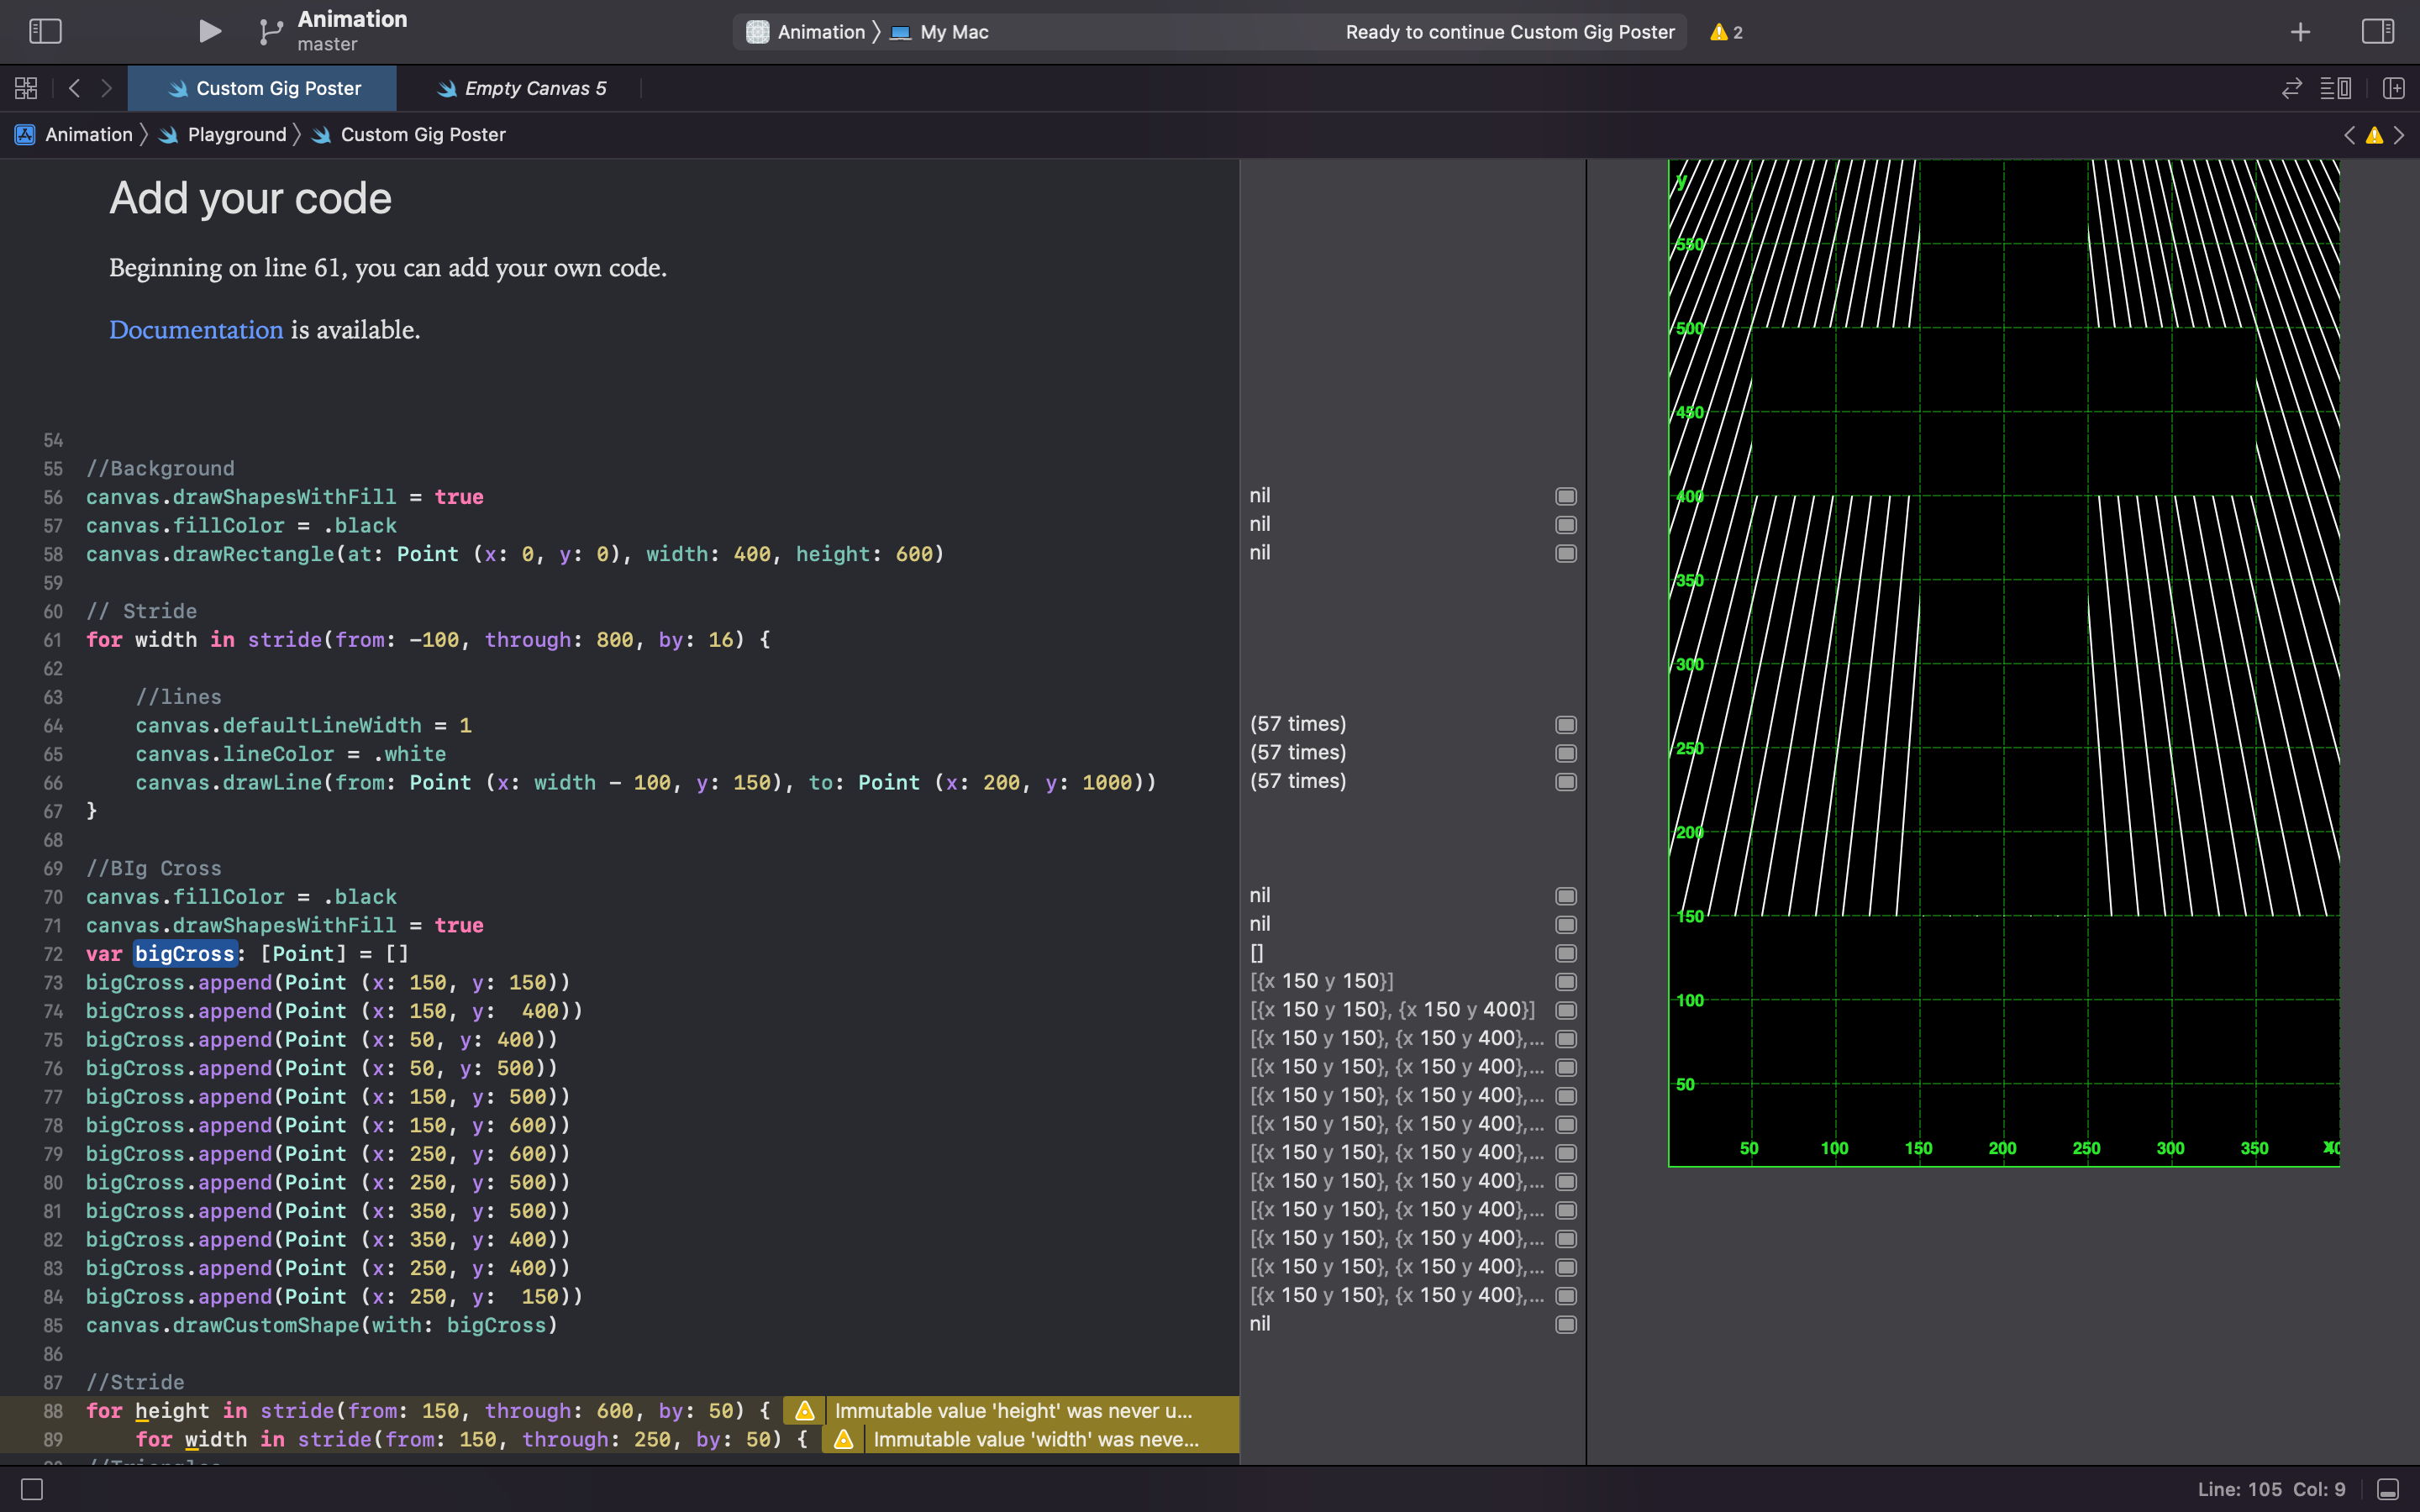 Animation
master
Animation 〉 My Mac
Ready to continue Custom Gig Poster
2
Custom Gig Poster
Empty Canvas 5
Animation 〉 Playground 〉 Custom Gig Poster
Add your code
Beginning on line 61, you can add your own code.
Documentation is available.
54
55 //Background
56 canvas.drawShapesWithFill = true
nil
57 canvas.fillColor = .black
nil
58 canvas.drawRectangle(at: Point (x: 0, y: 0), width: 400, height: 600)
nil
59
60 // Stride
61 for width in stride(from: -100, through: 800, by: 16) {
62
63 //lines
64 canvas.defaultLineWidth = 1
(57 times)
65 canvas.lineColor = .white
(57 times)
66 canvas.drawLine(from: Point (x: width - 100, y: 150), to: Point (x: 200, y: 1000))
(57 times)
67 }
68
69 //BIg Cross
70 canvas.fillColor = .black
nil
71 canvas.drawShapesWithFill = true
nil
72 var bigCross: [Point] = []
[]
73 bigCross.append(Point (x: 150, y: 150))
[{x 150 y 150}]
74 bigCross.append(Point (x: 150, y:  400))
[{x 150 y 150}, {x 150 y 400}]
75 bigCross.append(Point (x: 50, y: 400))
[{x 150 y 150}, {x 150 y 400},...
76 bigCross.append(Point (x: 50, y: 500))
[{x 150 y 150}, {x 150 y 400},...
77 bigCross.append(Point (x: 150, y: 500))
[{x 150 y 150}, {x 150 y 400},...
78 bigCross.append(Point (x: 150, y: 600))
[{x 150 y 150}, {x 150 y 400},...
79 bigCross.append(Point (x: 250, y: 600))
[{x 150 y 150}, {x 150 y 400},...
80 bigCross.append(Point (x: 250, y: 500))
[{x 150 y 150}, {x 150 y 400},...
81 bigCross.append(Point (x: 350, y: 500))
[{x 150 y 150}, {x 150 y 400},...
82 bigCross.append(Point (x: 350, y: 400))
[{x 150 y 150}, {x 150 y 400},...
83 bigCross.append(Point (x: 250, y: 400))
[{x 150 y 150}, {x 150 y 400},...
84 bigCross.append(Point (x: 250, y:  150))
[{x 150 y 150}, {x 150 y 400},...
85 canvas.drawCustomShape(with: bigCross)
nil
86
87 //Stride
88 for height in stride(from: 150, through: 600, by: 50) {
Immutable value 'height' was never u...
89 for width in stride(from: 150, through: 250, by: 50) {
Immutable value 'width' was neve...
y
550
500
450
400
350
300
250
200
150
100
50
50 100 150 200 250 300 350
x
Line: 105 Col: 9